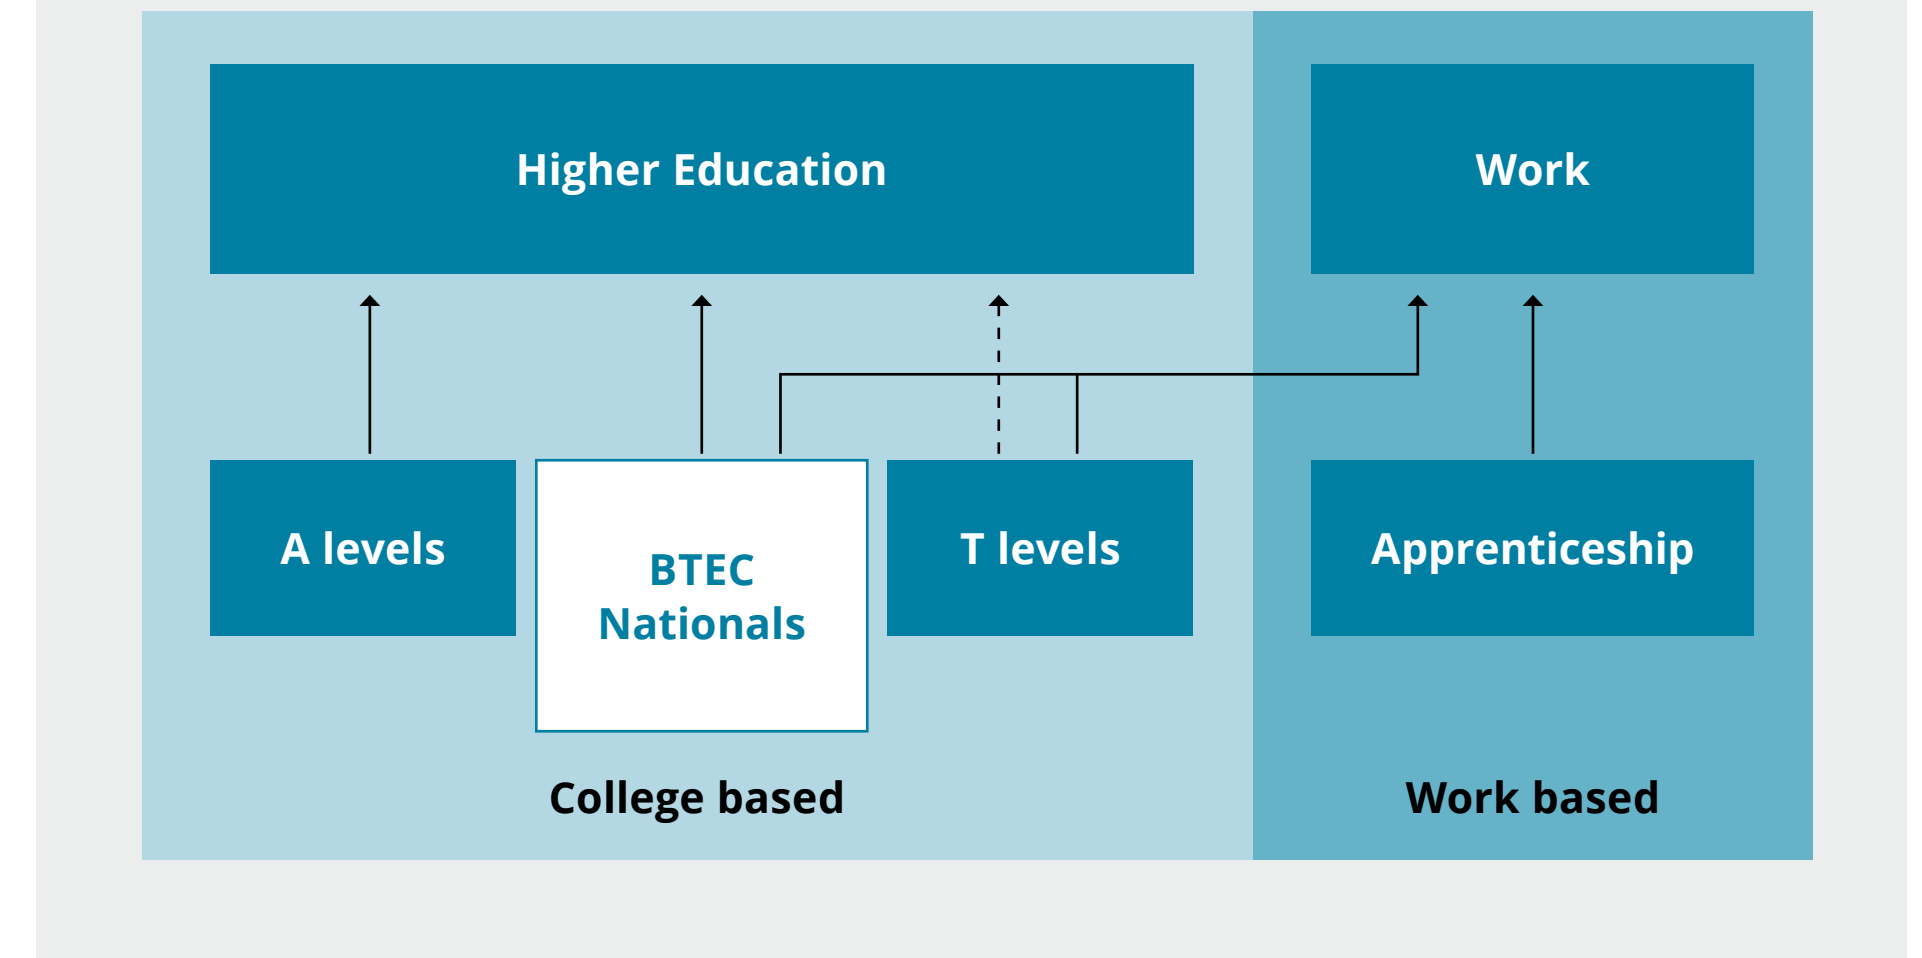 Higher Education
Work
A levels
BTEC
Nationals
T levels
Apprenticeship
College based
Work based